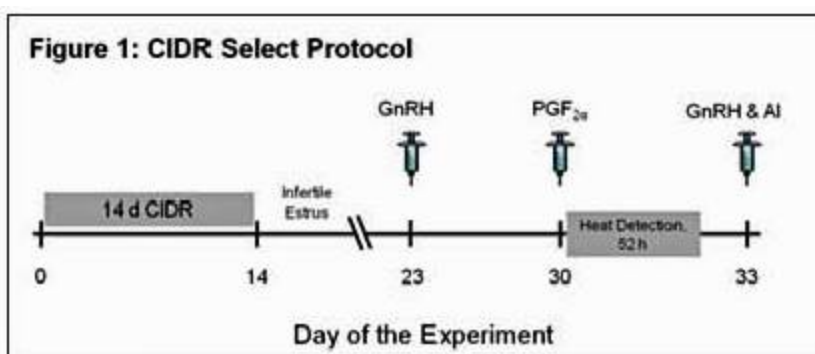 Figure 1: CIDR Select Protocol
GnRH PGF2α GnRH & AI
14 d CIDR
Infertile
Estrus
Heat Detection,
52 h
0 14 23 30 33
Day of the Experiment